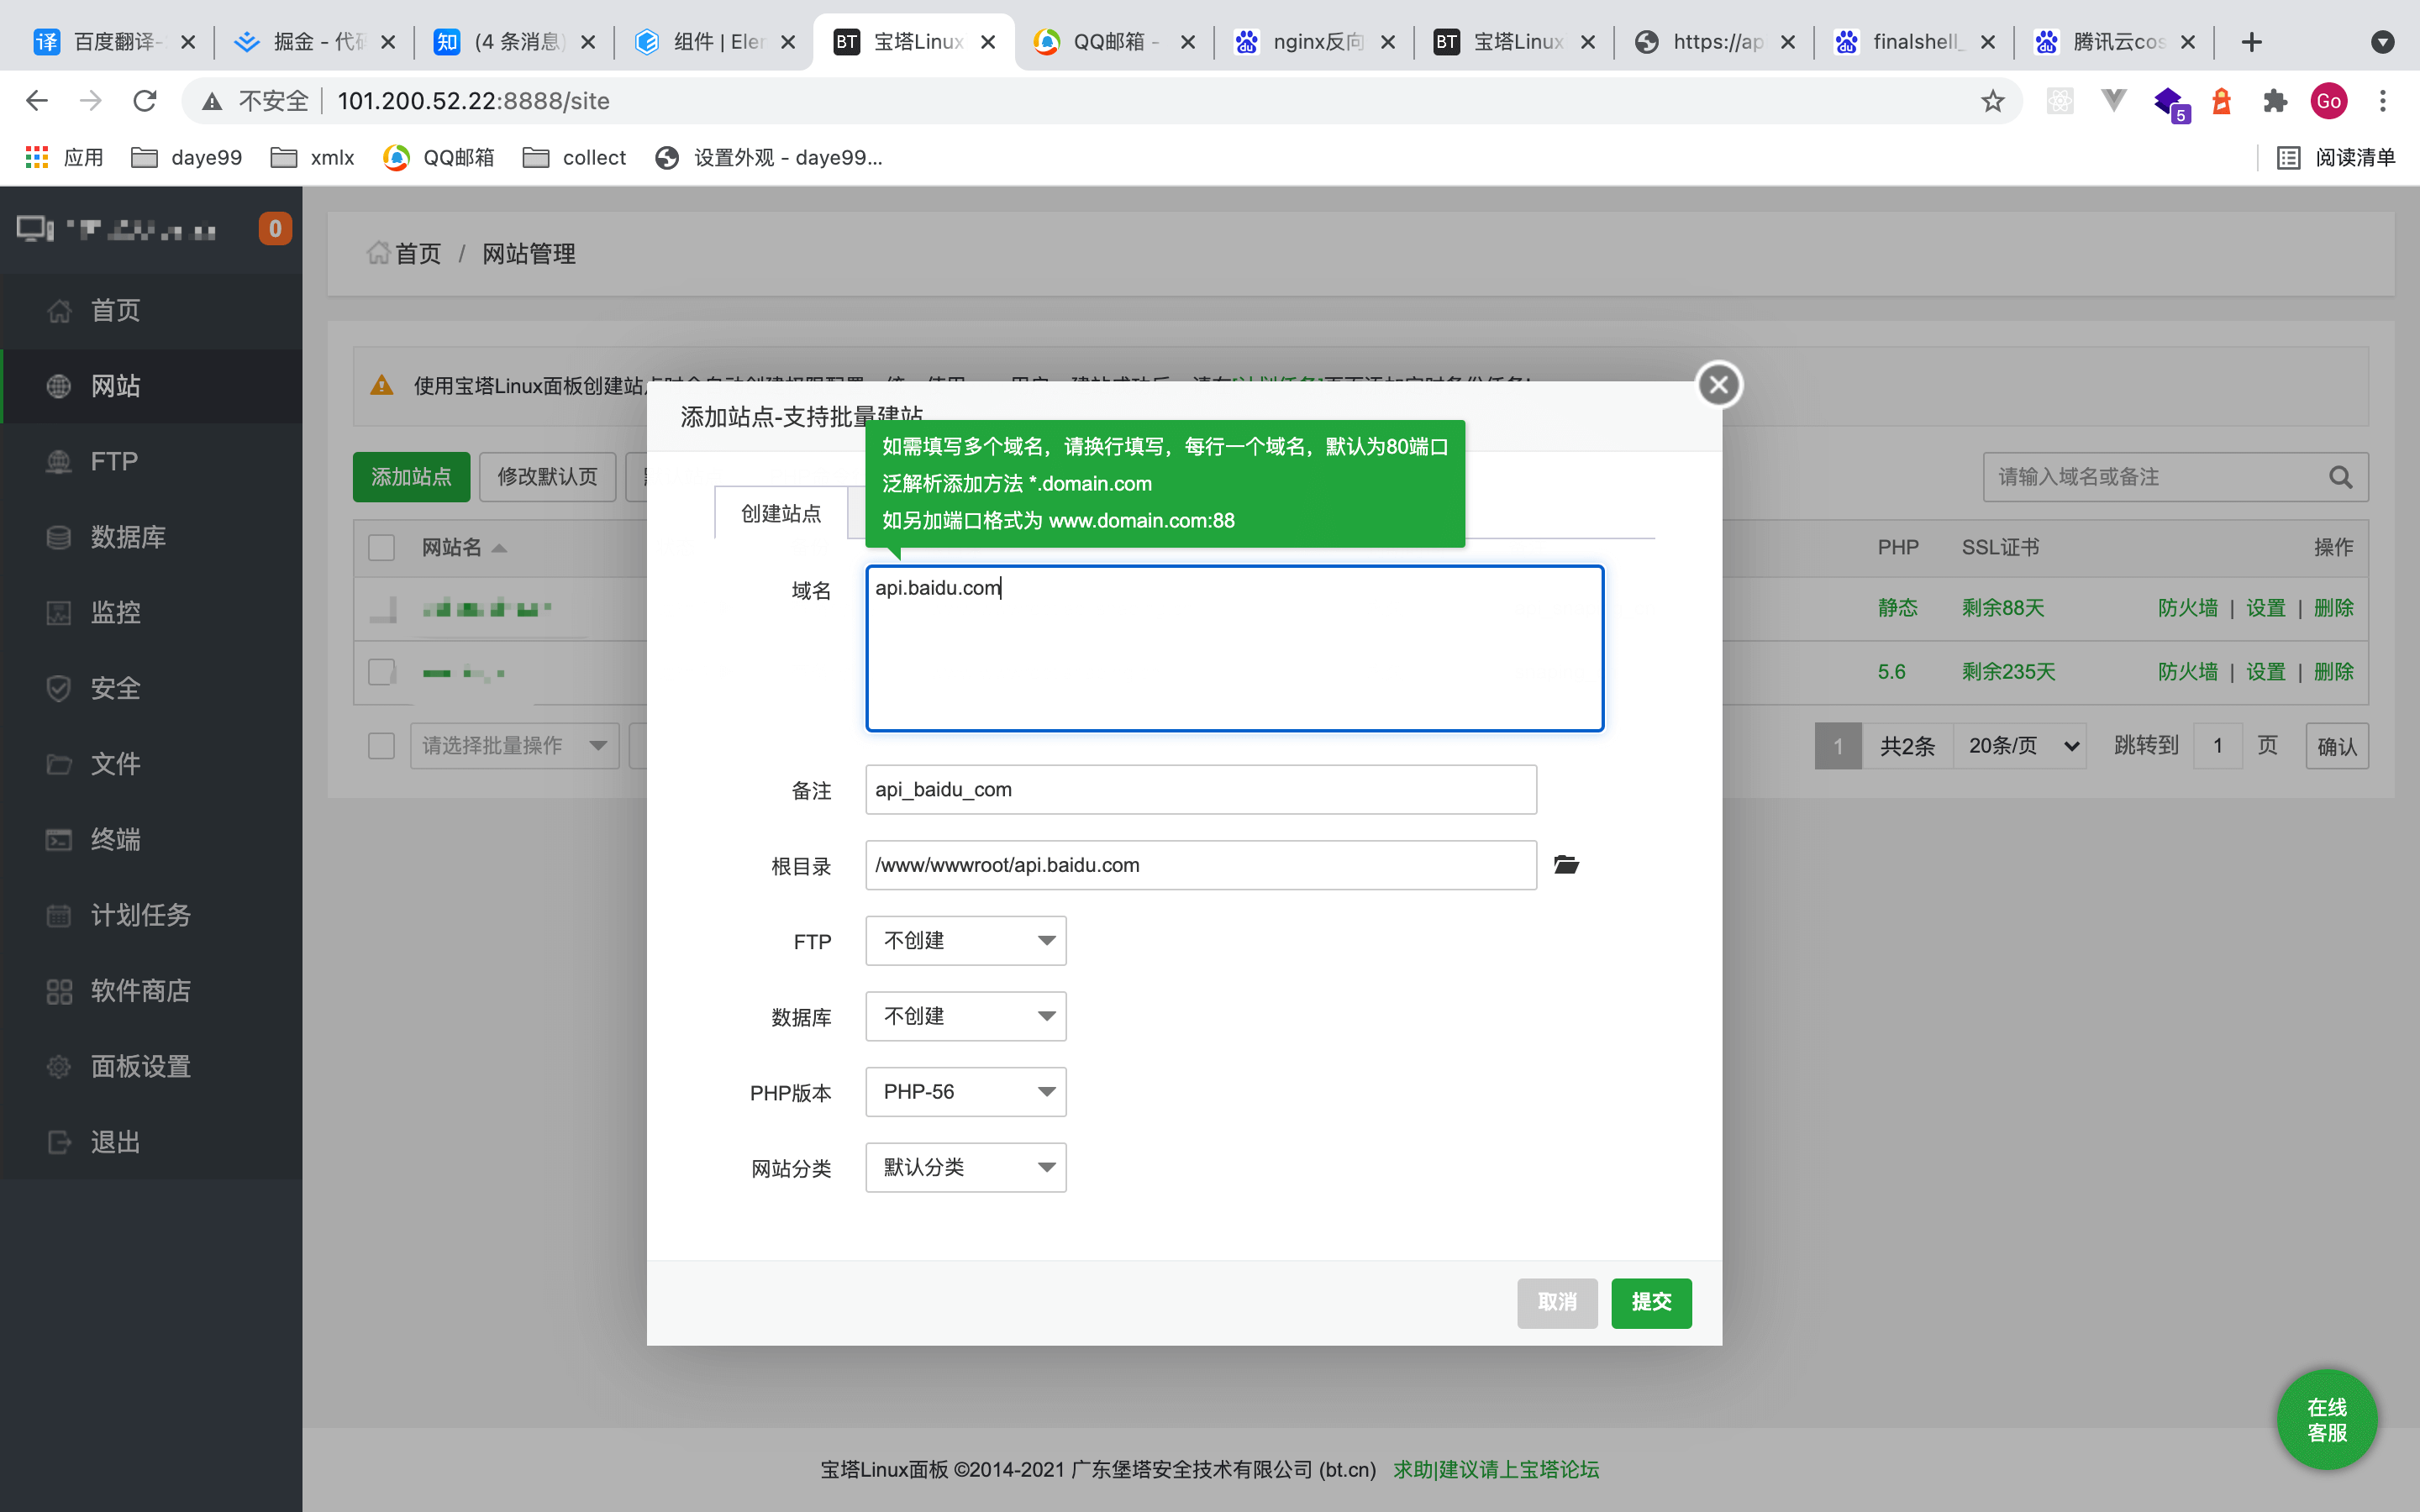 译 百度翻译-
掘金 - 代码
知 (4 条消息)
组件 | Elem
BT 宝塔Linux
QQ邮箱 -
du nginx反向
BT 宝塔Linux
https://ap
du finalshell_
du 腾讯云cos
不安全 101.200.52.22:8888/site
5
Go
应用
daye99
xmlx
QQ邮箱
collect
设置外观 - daye99...
阅读清单
0
首页
网站
FTP
数据库
监控
安全
文件
终端
计划任务
软件商店
面板设置
退出
首页 / 网站管理
使用宝塔Linux面板创建站点
添加站点
修改默认页
请输入域名或备注
网站名
PHP SSL证书 操作
静态 剩余88天 防火墙 | 设置 | 删除
5.6 剩余235天 防火墙 | 设置 | 删除
请选择批量操作
1 共2条 20条/页 跳转到 1 页 确认
添加站点-支持批量建站
如需填写多个域名，请换行填写，每行一个域名，默认为80端口
泛解析添加方法 *.domain.com
如另加端口格式为 www.domain.com:88
创建站点
域名 api.baidu.com
备注 api_baidu_com
根目录 /www/wwwroot/api.baidu.com
FTP 不创建
数据库 不创建
PHP版本 PHP-56
网站分类 默认分类
取消 提交
在线
客服
宝塔Linux面板 ©2014-2021 广东堡塔安全技术有限公司 (bt.cn) 求助|建议请上宝塔论坛